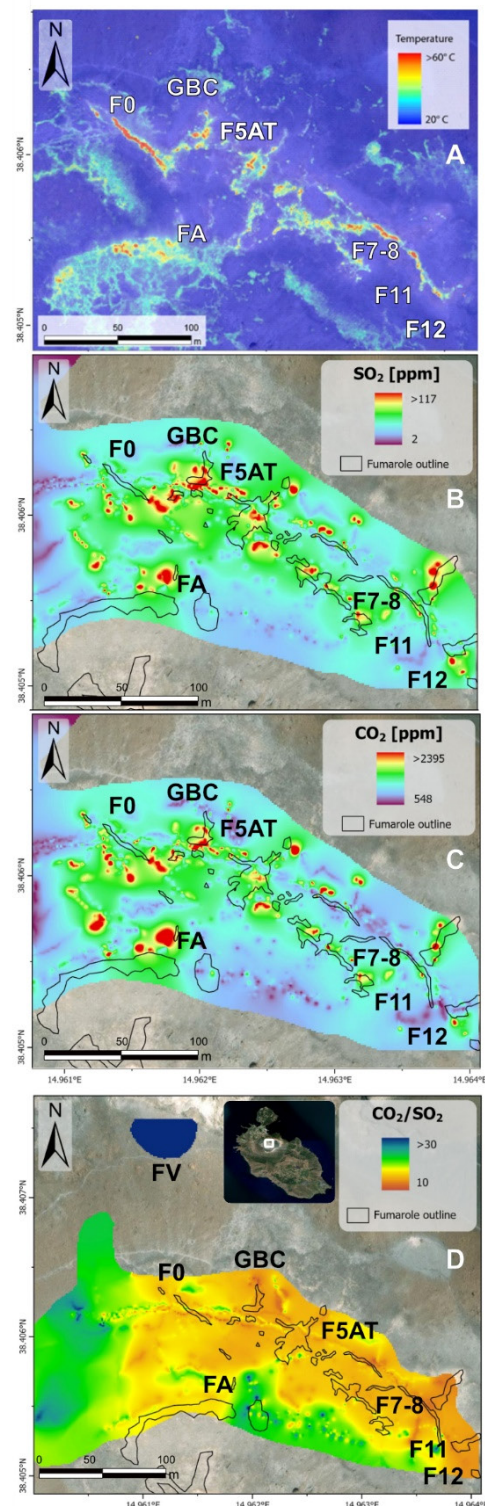 N
Temperature
>60° C
20° C
GBC
F0
F5AT
A
38.406°N
FA
F7-8
F11
F12
38.405°N
0 50 100
m
N
SO₂ [ppm]
>117
2
Fumarole outline
GBC
F0
F5AT
B
38.406°N
FA
F7-8
F11
F12
38.405°N
0 50 100
m
N
CO₂ [ppm]
>2395
548
Fumarole outline
GBC
F0
F5AT
C
38.406°N
FA
F7-8
F11
F12
38.405°N
0 50 100
m
14.961°E 14.962°E 14.963°E 14.964°E
N
CO₂/SO₂
>30
10
Fumarole outline
FV
38.407°N
D
GBC
F0
F5AT
38.406°N
FA
F7-8
F11
F12
38.405°N
0 50 100
m
14.961°E 14.962°E 14.963°E 14.964°E